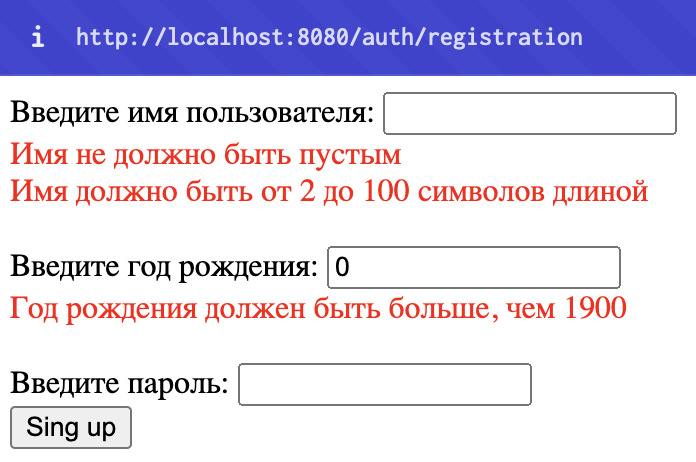 i http://localhost:8080/auth/registration
Введите имя пользователя:
Имя не должно быть пустым
Имя должно быть от 2 до 100 символов длиной
Введите год рождения: 0
Год рождения должен быть больше, чем 1900
Введите пароль:
Sing up